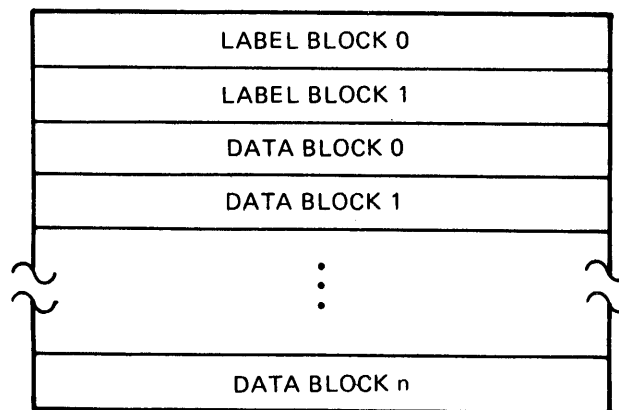 LABEL BLOCK 0
LABEL BLOCK 1
DATA BLOCK 0
DATA BLOCK 1
DATA BLOCK n